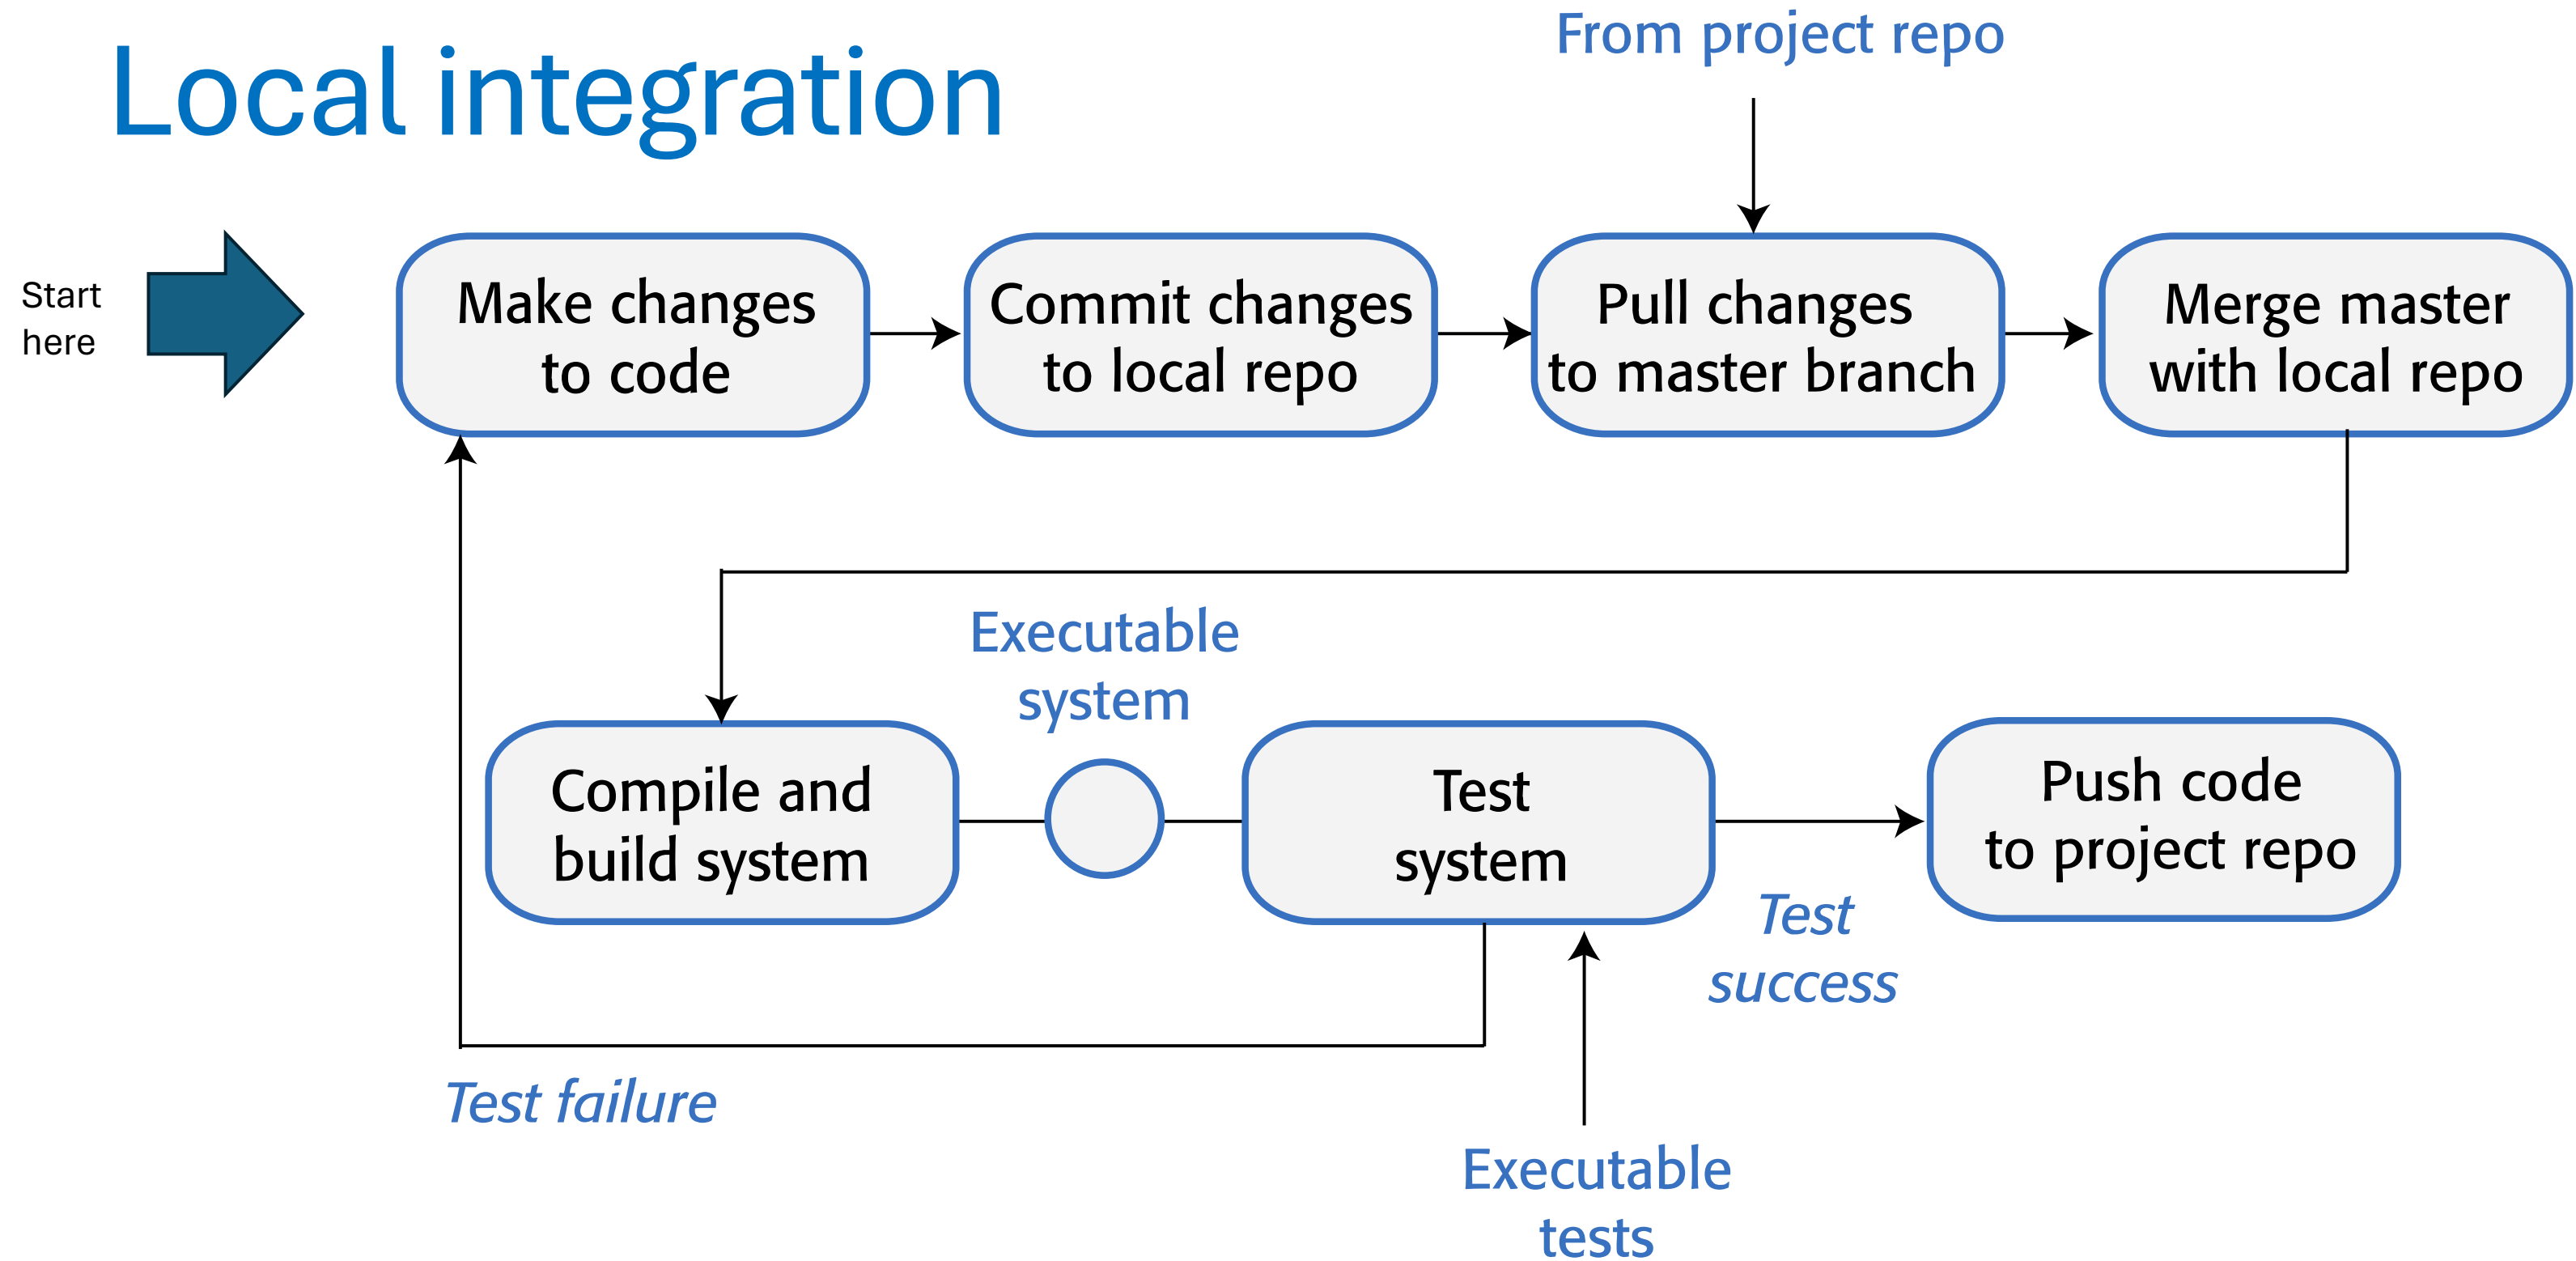 Local integration
From project repo
Start
here
Make changes
to code
Commit changes
to local repo
Pull changes
to master branch
Merge master
with local repo
Executable
system
Compile and
build system
Test
system
Push code
to project repo
Test
success
Test failure
Executable
tests